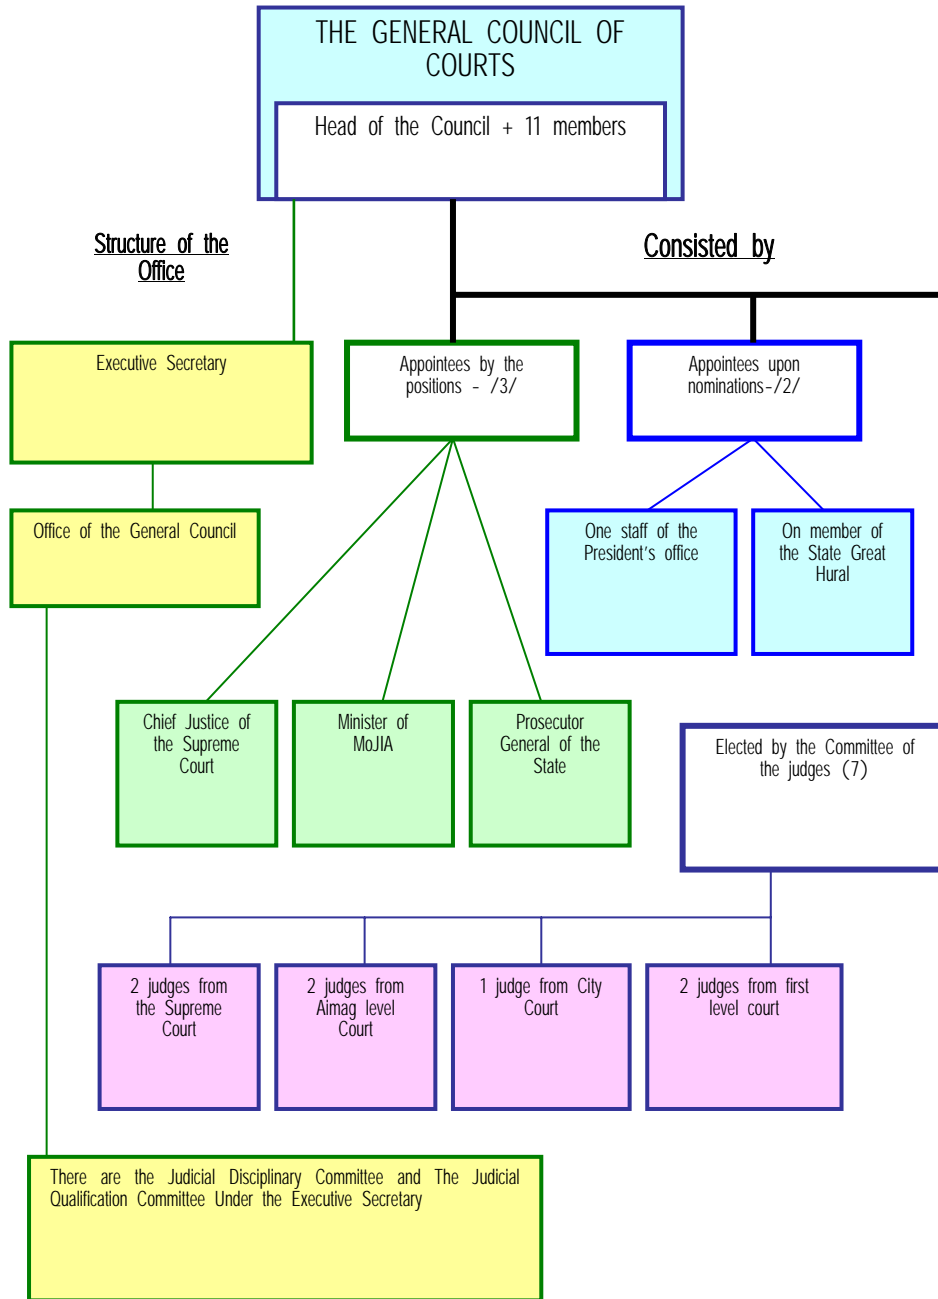 THE GENERAL COUNCIL OF
COURTS
Head of the Council + 11 members
Structure of the
Office
Consisted by
Executive Secretary
Appointees by the
positions - /3/
Appointees upon
nominations-/2/
Office of the General Council
One staff of the
President's office
On member of
the State Great
Hural
Chief Justice of
the Supreme
Court
Minister of
MoJIA
Prosecutor
General of the
State
Elected by the Committee of
the judges (7)
2 judges from
the Supreme
Court
2 judges from
Aimag level
Court
1 judge from City
Court
2 judges from first
level court
There are the Judicial Disciplinary Committee and The Judicial
Qualification Committee Under the Executive Secretary